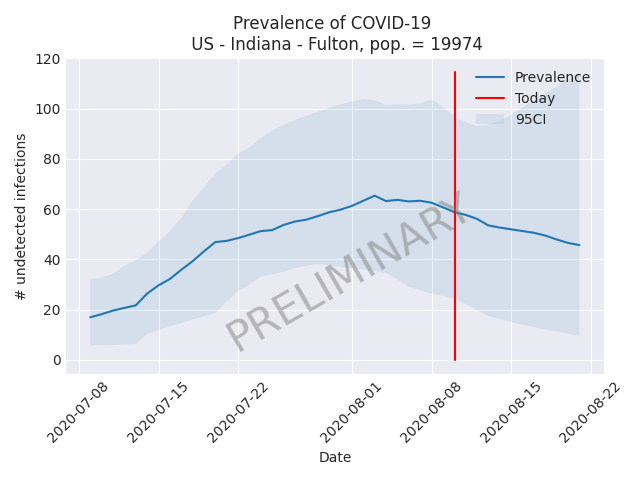 Prevalence of COVID-19
US - Indiana - Fulton, pop. = 19974
120
100
80
60
40
20
0
# undetected infections
Prevalence
Today
95CI
PRELIMINARY
2020-07-08
2020-07-15
2020-07-22
2020-08-01
2020-08-08
2020-08-15
2020-08-22
Date